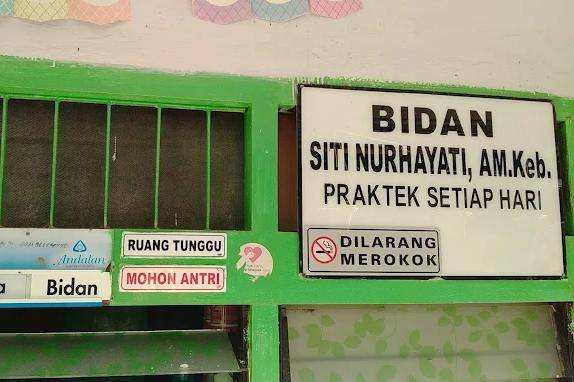 BIDAN
SITI NURHAYATI, AM.Keb.
PRAKTEK SETIAP HARI
DILARANG
MEROKOK
RUANG TUNGGU
MOHON ANTRI
Andalan
Bidan